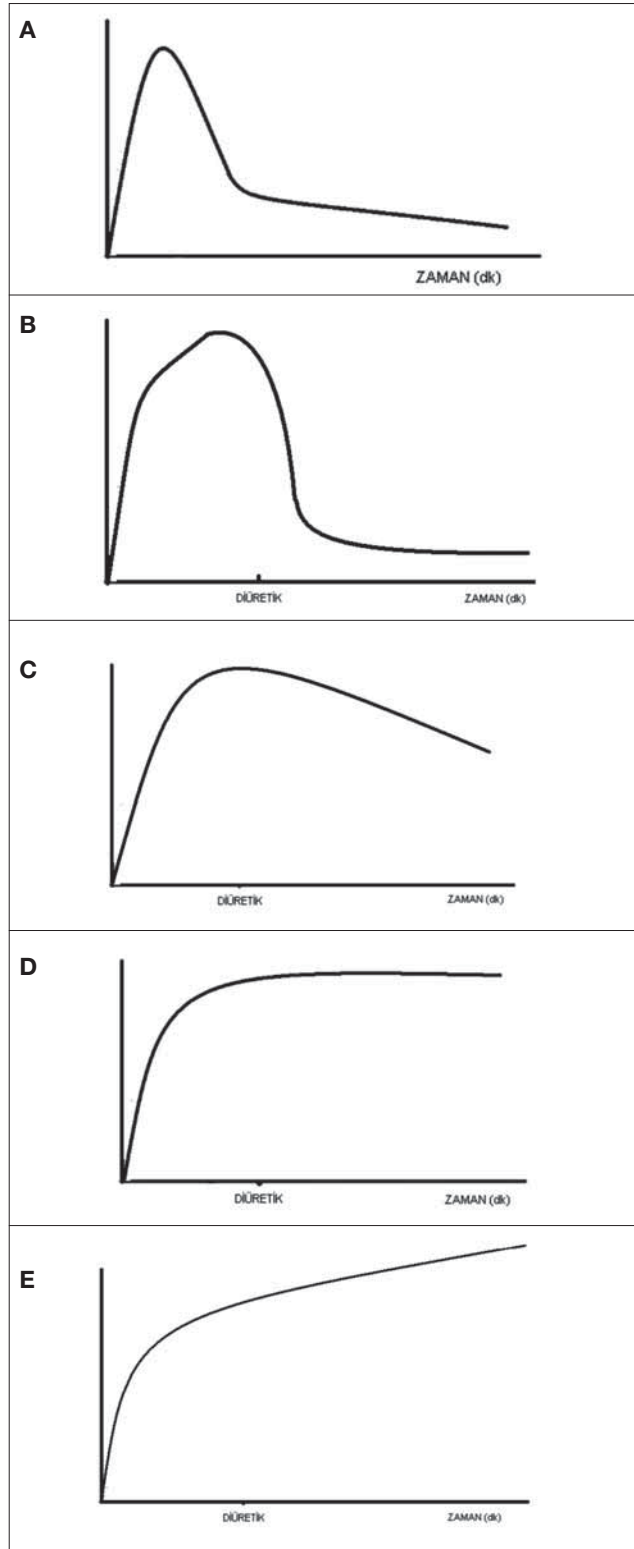 A
ZAMAN (dk)
B
DİÜRETİK ZAMAN (dk)
C
DİÜRETİK ZAMAN (dk)
D
DİÜRETİK ZAMAN (dk)
E
DİÜRETİK ZAMAN (dk)